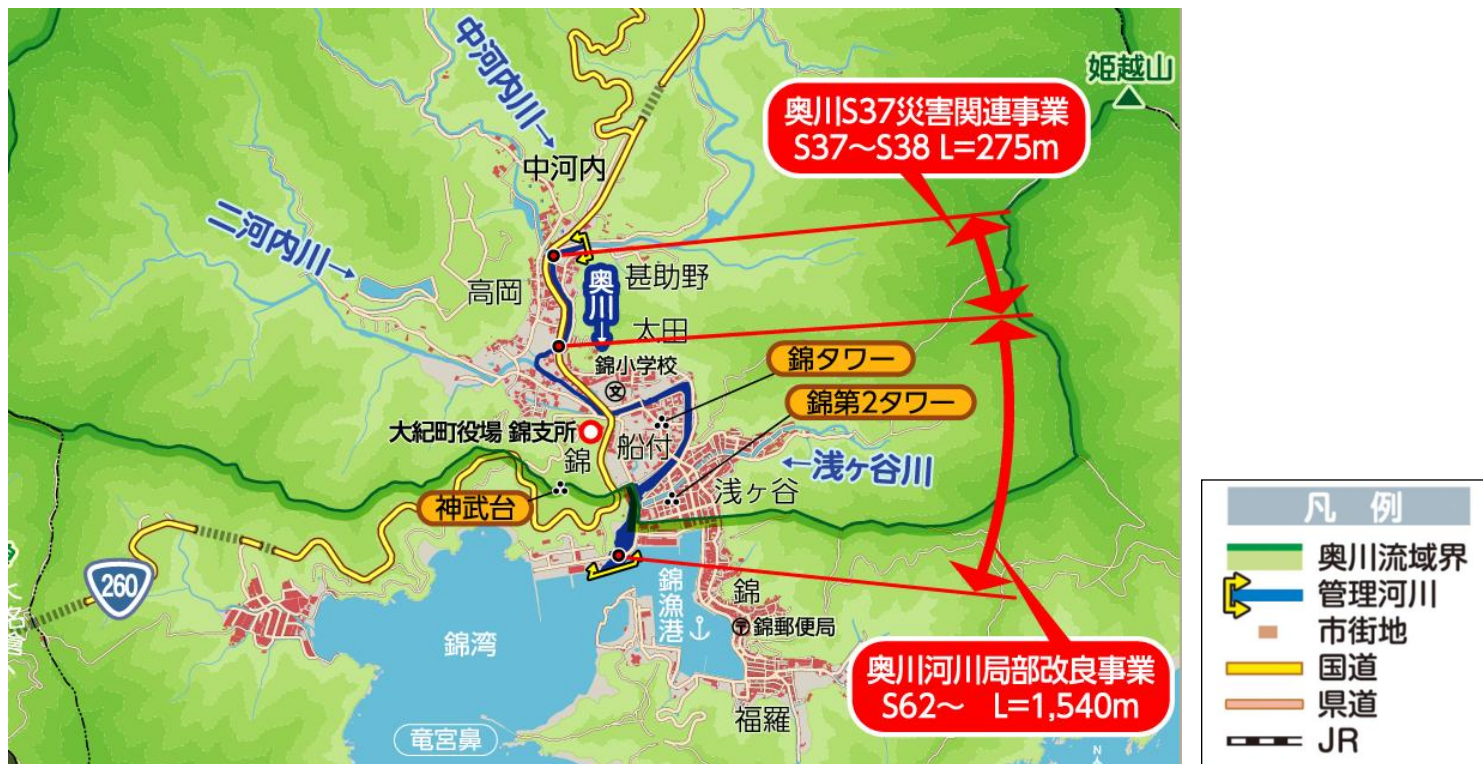 中河内川→
姫越山
奥川S37災害関連事業
S37～S38 L=275m
中河内
二河内川→
高岡
奥川→
甚助野
太田
錦小学校
文
錦タワー
錦第2タワー
大紀町役場 錦支所
船付
錦
←浅ヶ谷川
浅ヶ谷
神武台
260
錦湾
錦漁港
錦
〒錦郵便局
奥川河川局部改良事業
S62～ L=1,540m
福羅
竜宮鼻
N
凡 例
奥川流域界
管理河川
市街地
国道
県道
JR